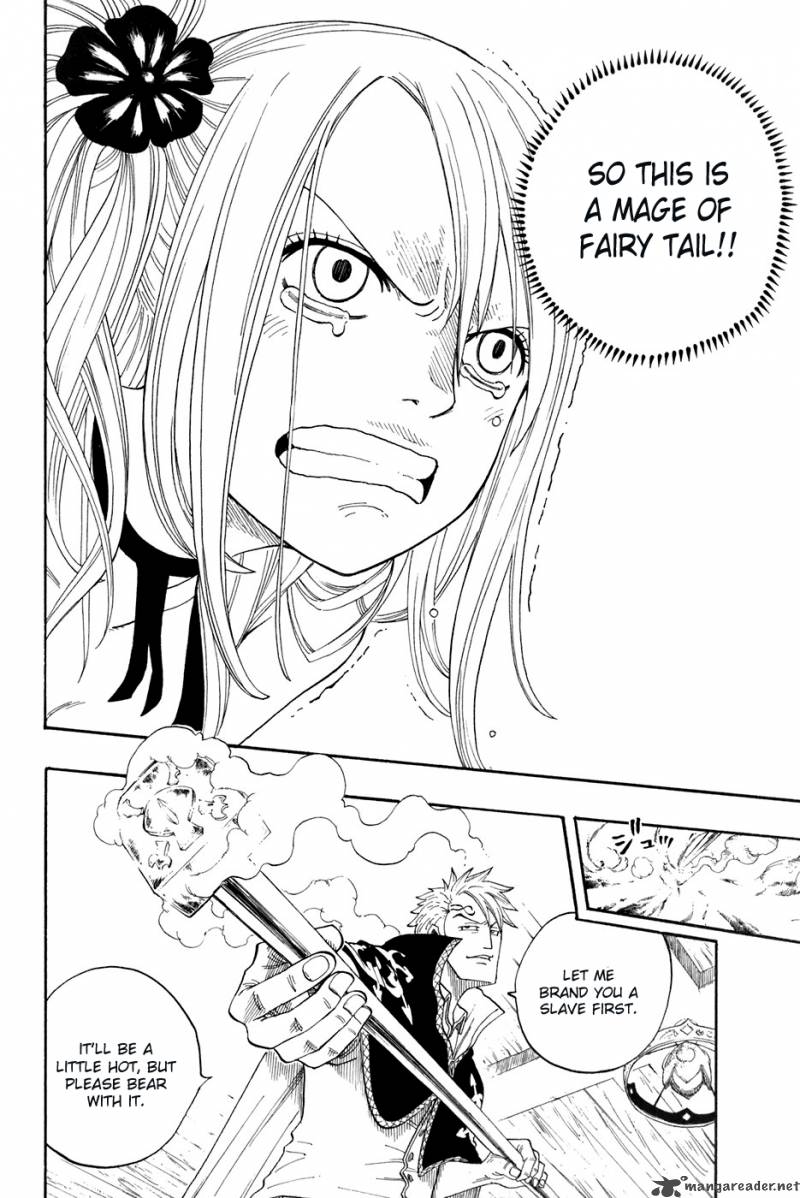 SO THIS IS
A MAGE OF
FAIRY TAIL!!
ジュッ
LET ME
BRAND YOU A
SLAVE FIRST.
IT'LL BE A
LITTLE HOT, BUT
PLEASE BEAR
WITH IT.
mangareader.net